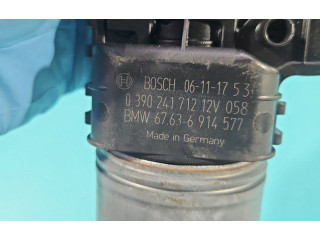 BOSCH 06-11-17 53
0 390 241 712 12V 058
BMW 67.63-6 914 577
Made in Germany